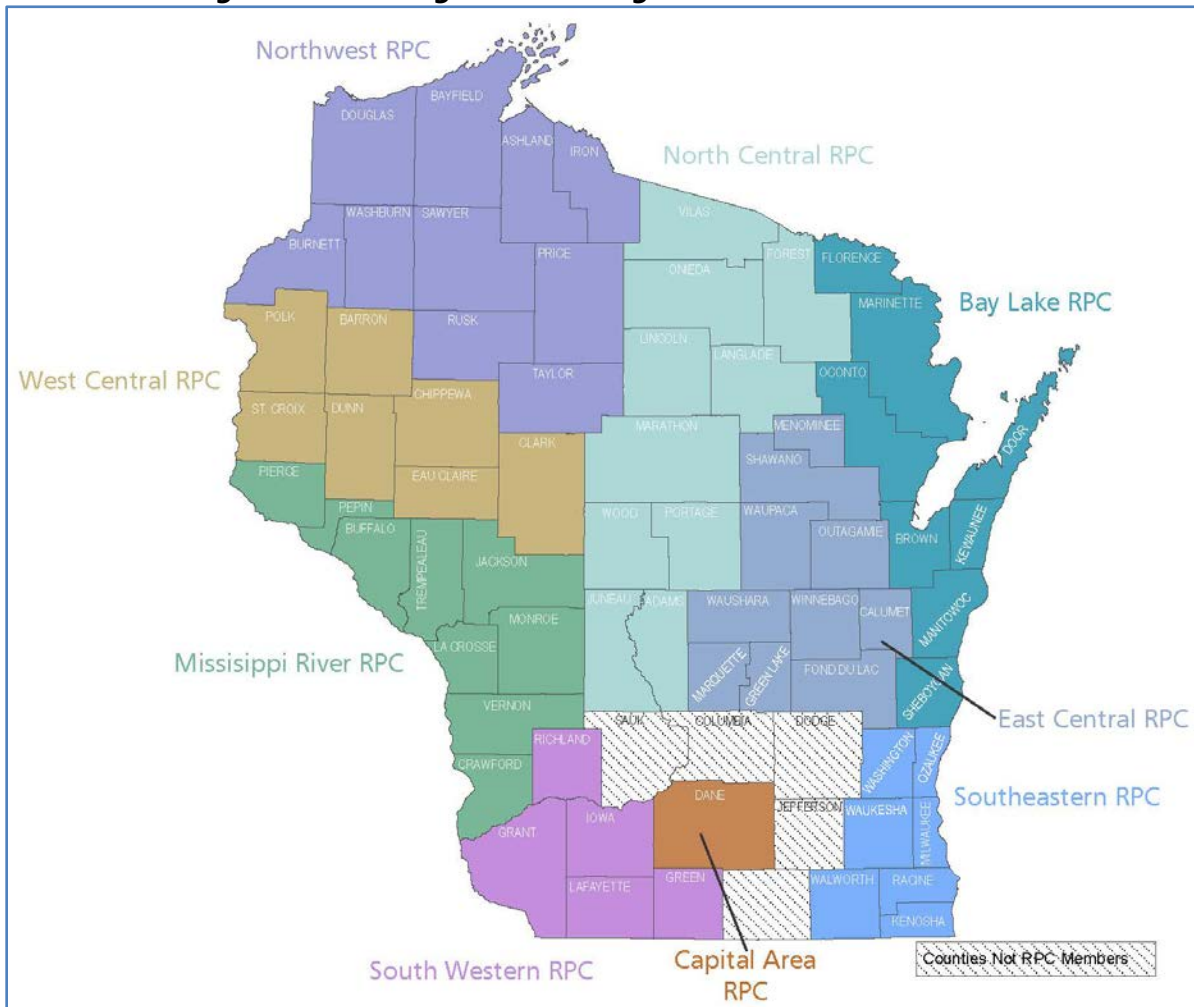 Northwest RPC
BAYFIELD
DOUGLAS
ASHLAND
IRON
North Central RPC
VILAS
WASHBURN
SAWYER
BURNETT
PRICE
FOREST
FLORENCE
ONIEDA
MARINETTE
Bay Lake RPC
POLK
BARRON
RUSK
LINCOLN
LANGLADE
OCONTO
TAYLOR
West Central RPC
CHIPPEWA
ST. CROIX
DUNN
MARATHON
MENOMINEE
DOOR
CLARK
SHAWANO
PIERCE
EAU CLAIRE
PEPIN
WOOD
PORTAGE
WAUPACA
BUFFALO
OUTAGAMIE
BROWN
KEWAUNEE
TREMPEALEAU
JACKSON
JUNEAU
ADAMS
WAUSHARA
WINNEBAGO
CALUMET
MONROE
MANITOWOC
LA CROSSE
Missisippi River RPC
MARQUETTE
GREEN LAKE
FOND DU LAC
SHEBOYGAN
VERNON
SAUK
COLUMBIA
DODGE
East Central RPC
RICHLAND
WASHINGTON
OZAUKEE
CRAWFORD
DANE
Southeastern RPC
JEFFERSON
WAUKESHA
MILWAUKEE
GRANT
IOWA
LAFAYETTE
GREEN
WALWORTH
RACINE
KENOSHA
South Western RPC
Capital Area
RPC
Counties Not RPC Members